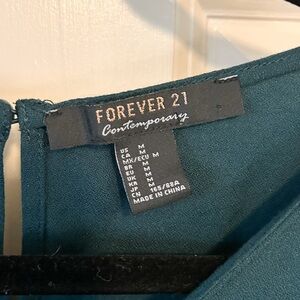 FOREVER 21
Contemporary
US M
CA M
MX/ECU M
BR M
EU M
UK M
KR M
JP M
CN 165/88A
MADE IN CHINA